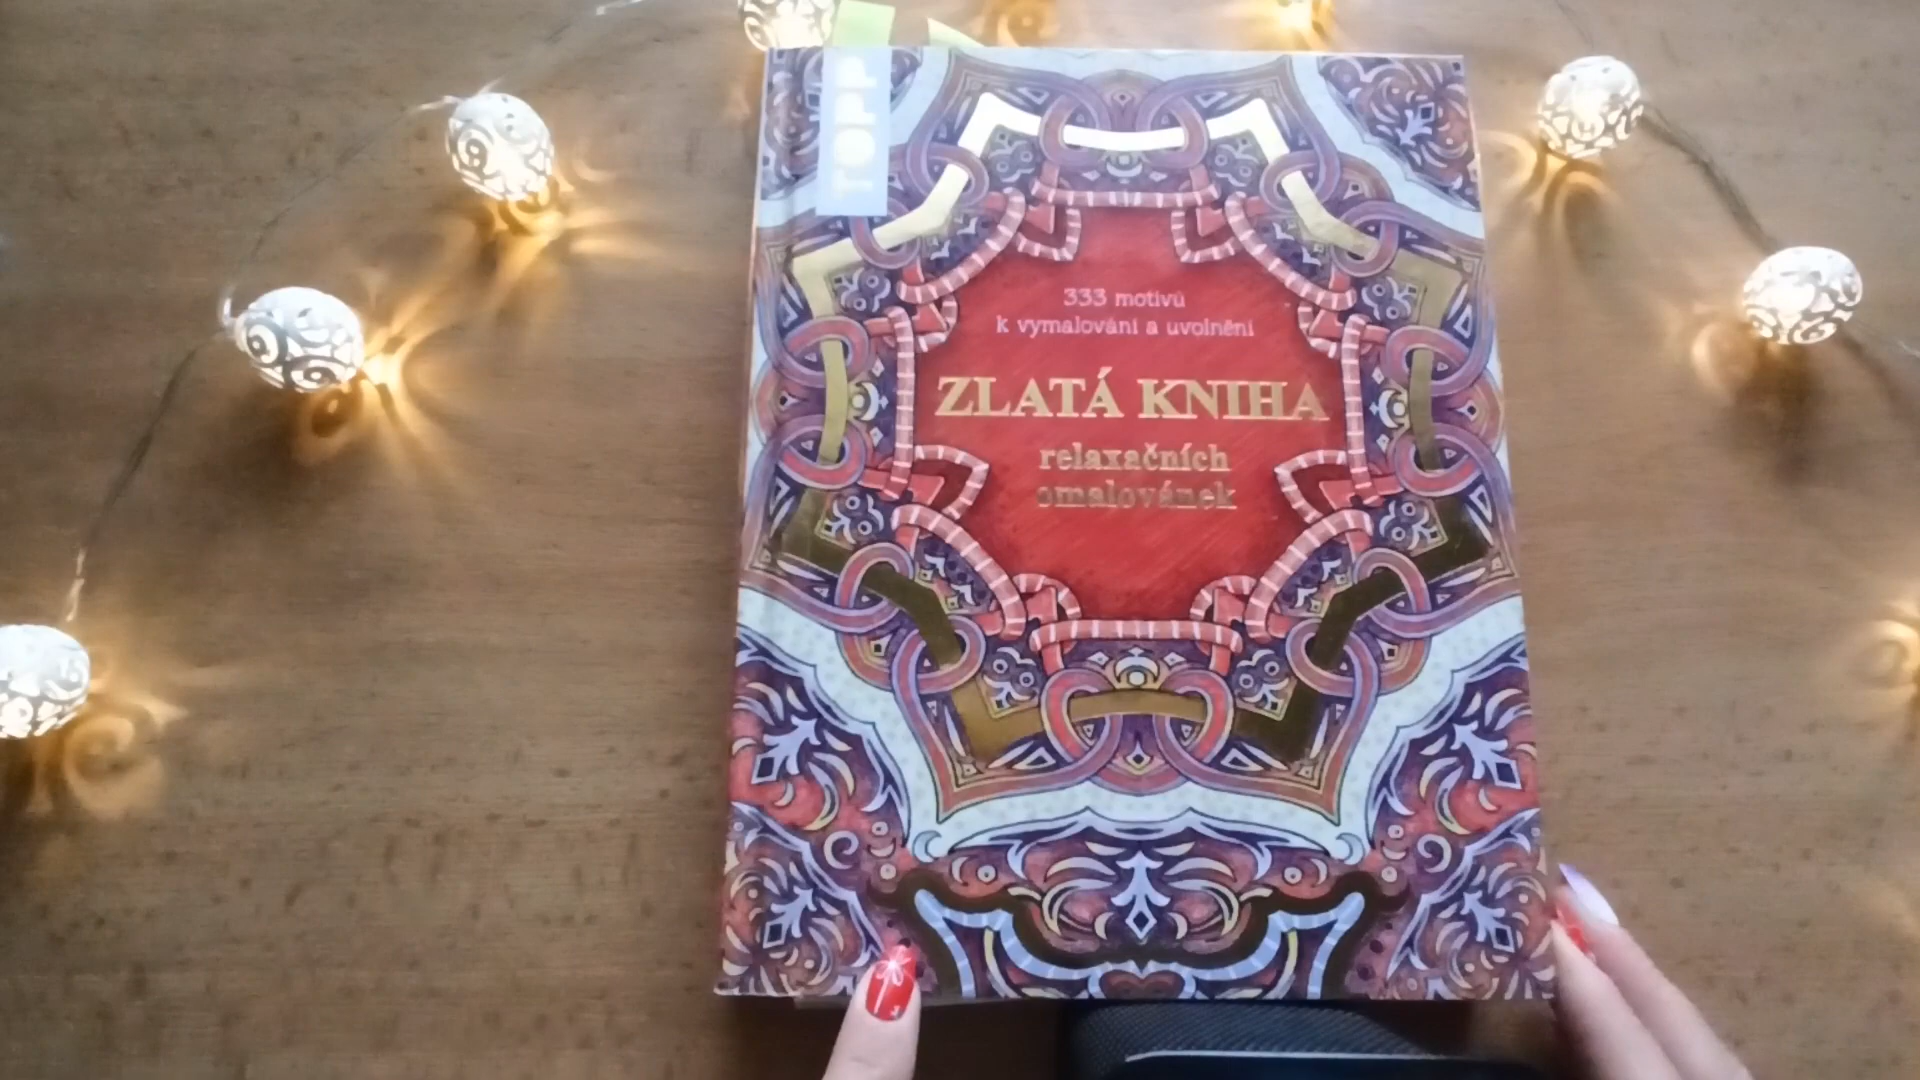 TOPP
333 motivů
k vymalování a uvolnění
ZLATÁ KNIHA
relaxačních
omalovánek